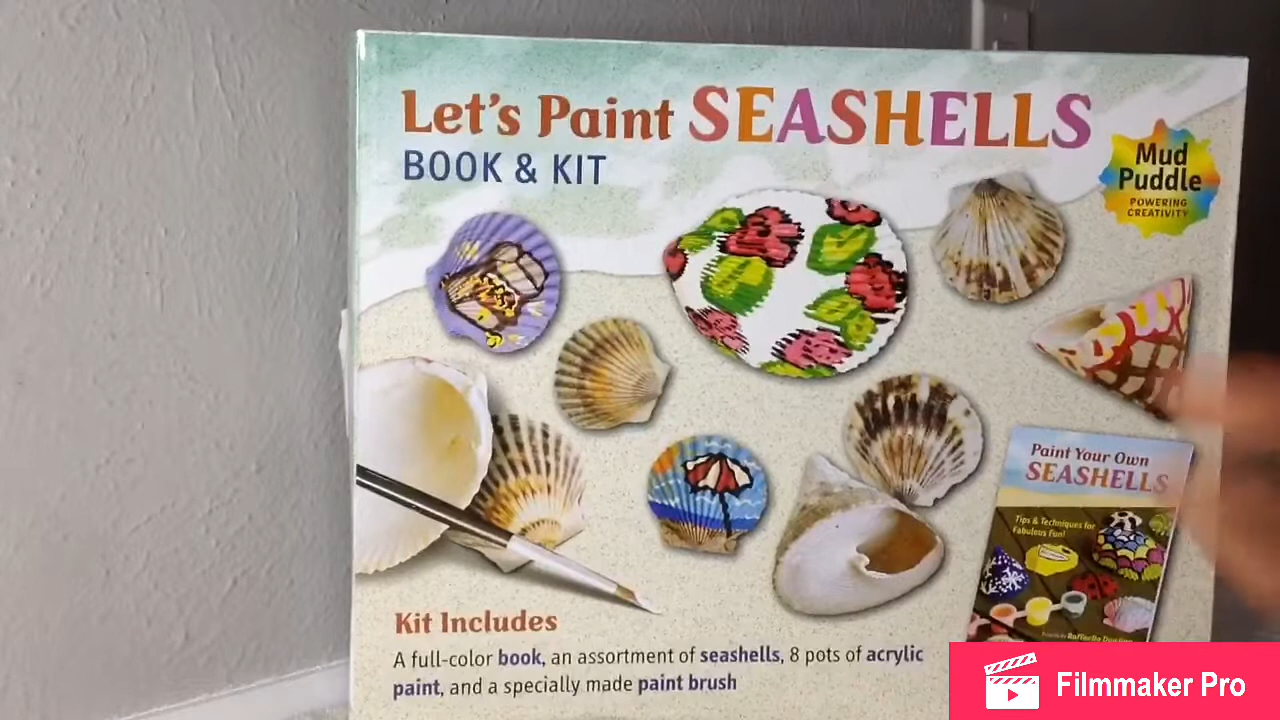 Let's Paint SEASHELLS
BOOK & KIT
Mud
Puddle
POWERING
CREATIVITY
Paint Your Own
SEASHELLS
Tips & Techniques for
Fabulous Fun!
Kit Includes
A full-color book, an assortment of seashells, 8 pots of acrylic
paint, and a specially made paint brush
Filmmaker Pro